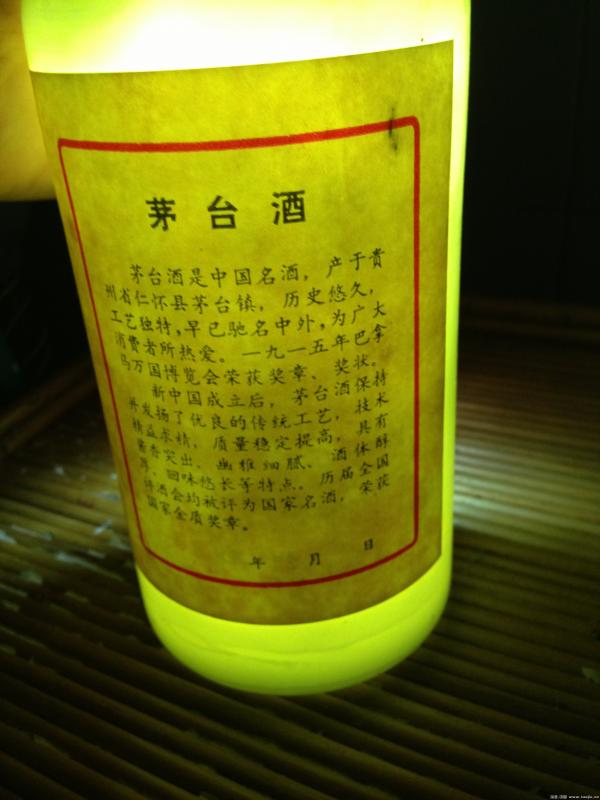 茅台酒
茅台酒是中国名酒，产于贵
州省仁怀县茅台镇，历史悠久，
工艺独特，早已驰名中外，为广大
消费者所热爱。一九一五年巴拿
马万国博览会荣获奖章、奖状。
新中国成立后，茅台酒保持
并发扬了优良的传统工艺，技术
精益求精，质量稳定提高，具有
酱香突出、幽雅细腻、酒体醇
厚、回味悠长等特点。历届全国
评酒会均被评为国家名酒，荣获
国家金质奖章。
年 月 日